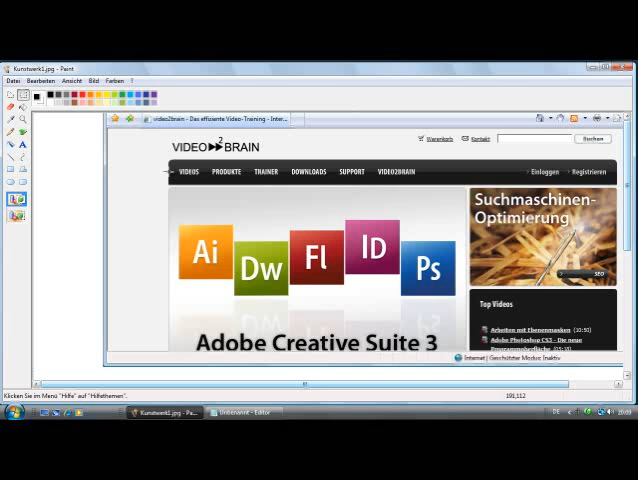 Kunstwerk1.jpg - Paint
Datei Bearbeiten Ansicht Bild Farben ?
video2brain - Das effiziente Video-Training - Inter...
VIDEO 2 BRAIN
Warenkorb Kontakt Suchen
VIDEOS PRODUKTE TRAINER DOWNLOADS SUPPORT VIDEO2BRAIN Einloggen Registrieren
Suchmaschinen-
Optimierung
Ai Dw Fl ID Ps
SEO
Top Videos
Arbeiten mit Ebenenmasken (10:50)
Adobe Photoshop CS3 - Die neue
Adobe Creative Suite 3
Internet | Geschützter Modus: Inaktiv
Klicken Sie im Menü "Hilfe" auf "Hilfethemen".
191,112
Kunstwerk1.jpg - Pa...
Unbenannt - Editor
DE